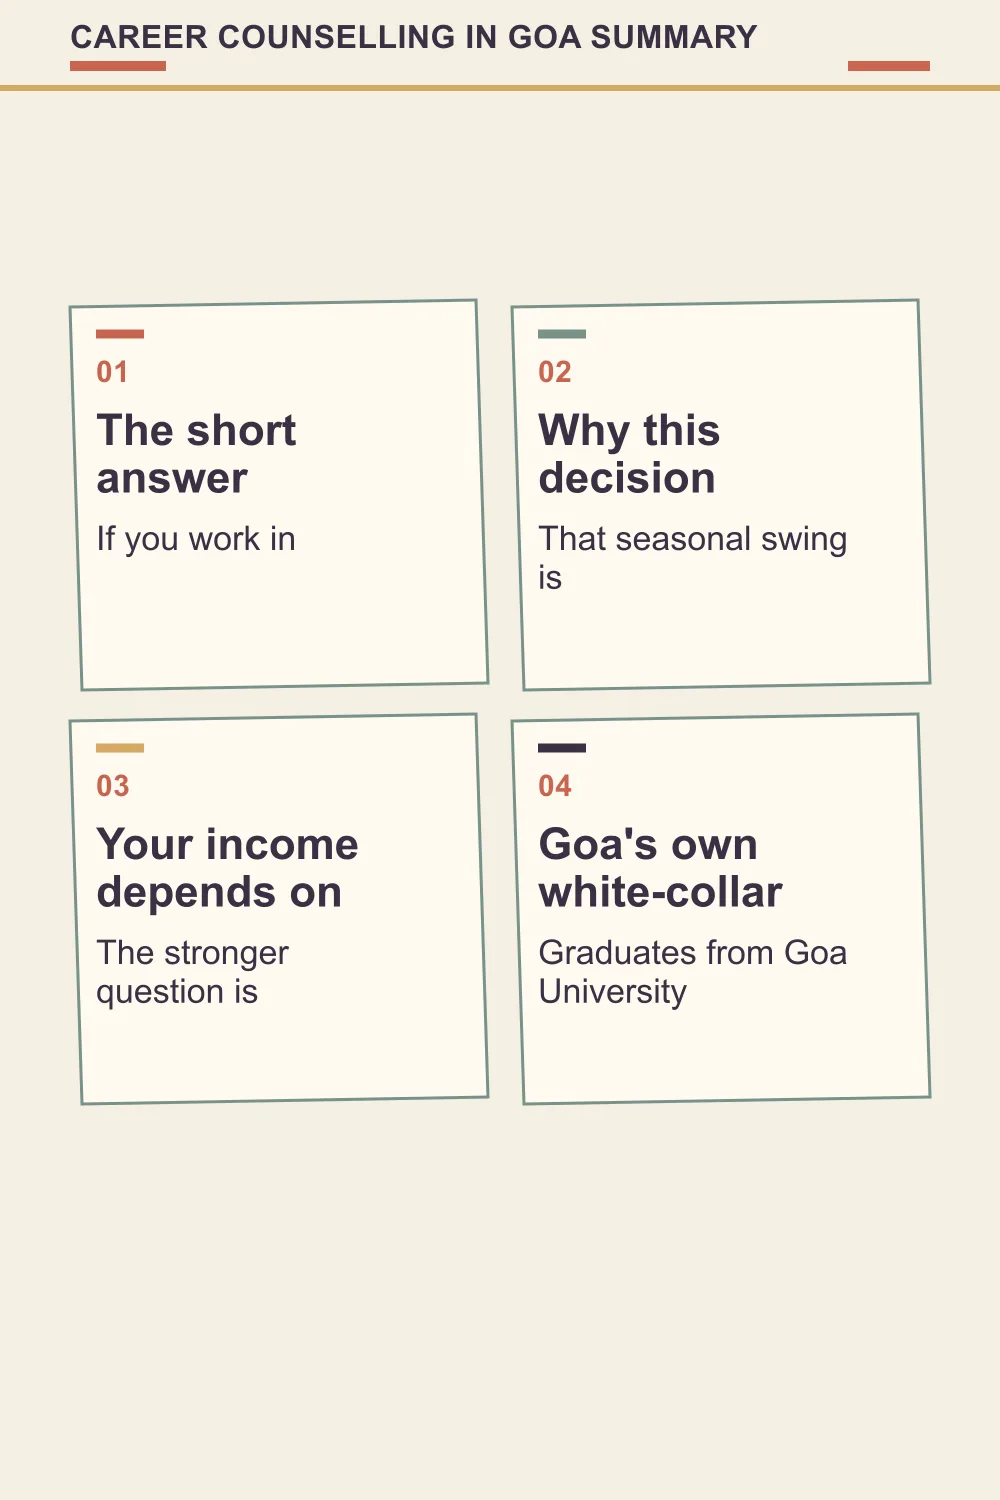 CAREER COUNSELLING IN GOA SUMMARY
01
The short
answer
If you work in
02
Why this
decision
That seasonal swing
is
03
Your income
depends on
The stronger
question is
04
Goa's own
white-collar
Graduates from Goa
University